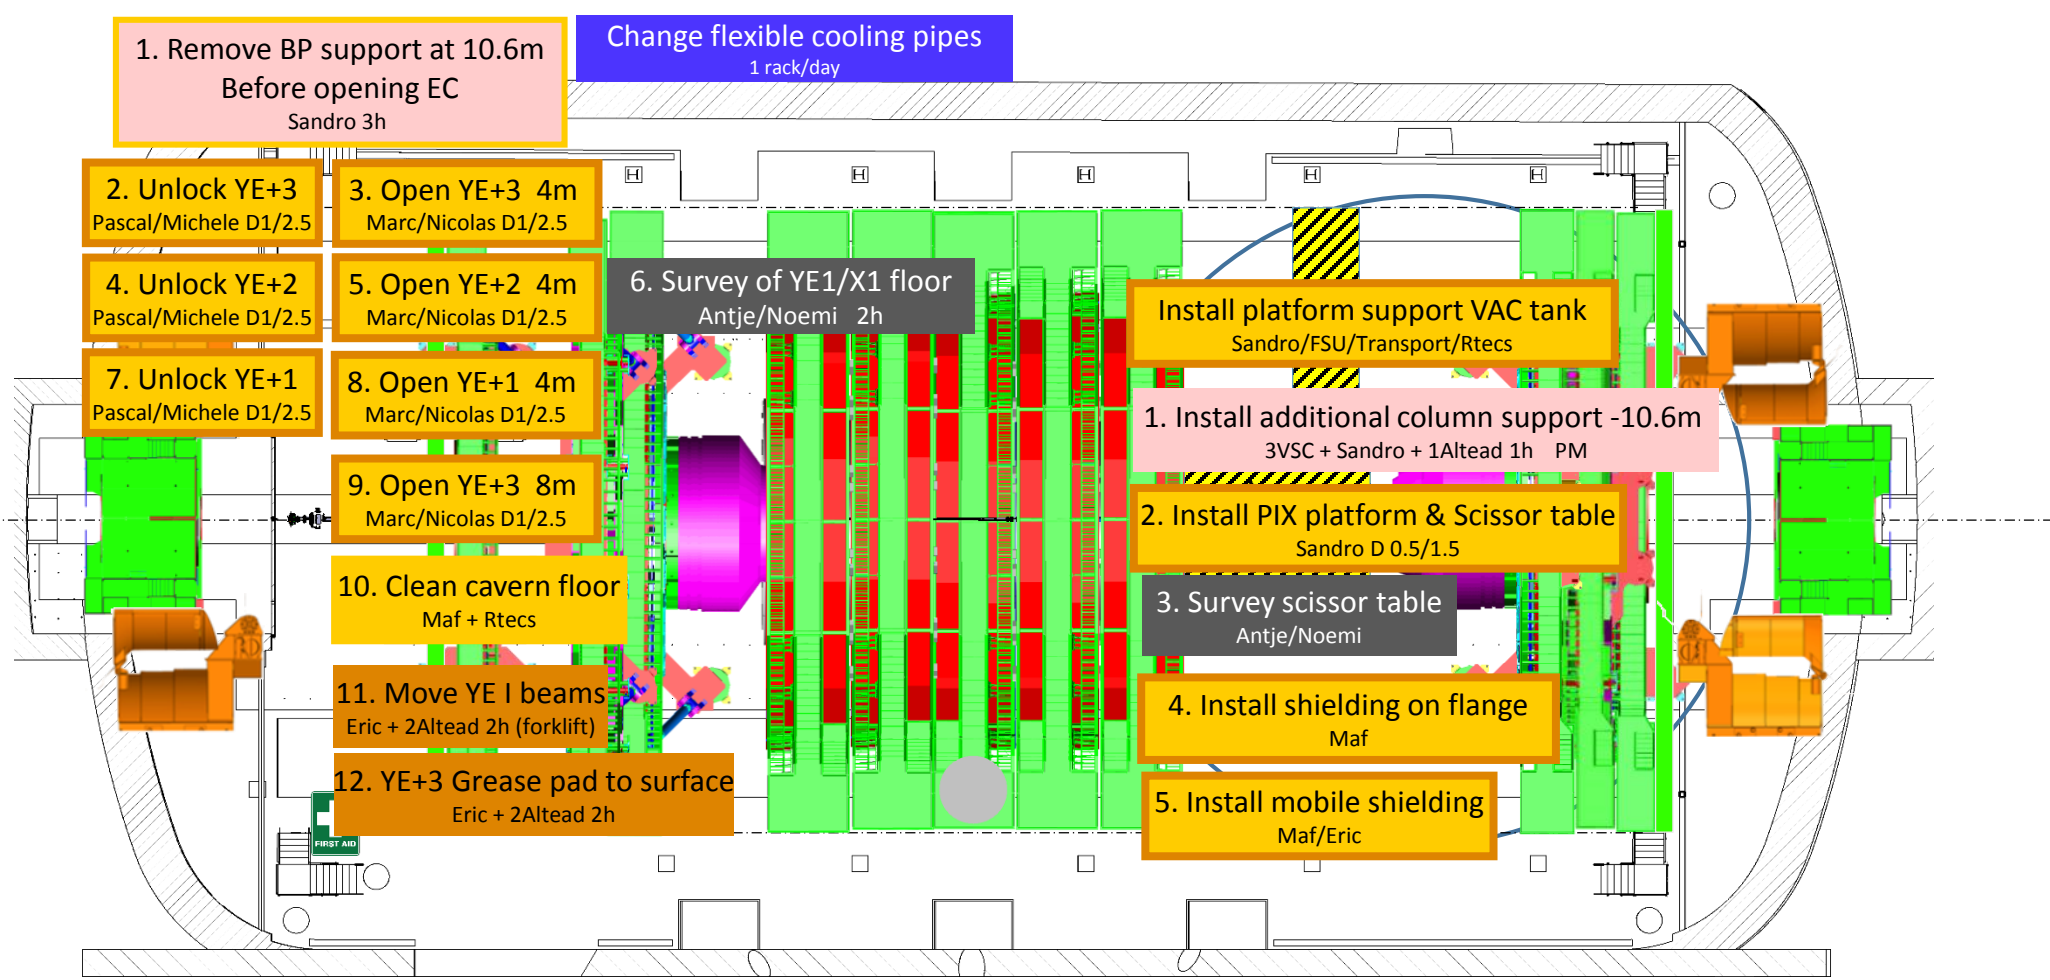 1. Remove BP support at 10.6m
Before opening EC
Sandro 3h
Change flexible cooling pipes
1 rack/day
2. Unlock YE+3
Pascal/Michele D1/2.5
3. Open YE+3 4m
Marc/Nicolas D1/2.5
4. Unlock YE+2
Pascal/Michele D1/2.5
5. Open YE+2 4m
Marc/Nicolas D1/2.5
6. Survey of YE1/X1 floor
Antje/Noemi 2h
7. Unlock YE+1
Pascal/Michele D1/2.5
8. Open YE+1 4m
Marc/Nicolas D1/2.5
9. Open YE+3 8m
Marc/Nicolas D1/2.5
10. Clean cavern floor
Maf + Rtecs
11. Move YE I beams
Eric + 2Altead 2h (forklift)
12. YE+3 Grease pad to surface
Eric + 2Altead 2h
FIRST AID
Install platform support VAC tank
Sandro/FSU/Transport/Rtecs
1. Install additional column support -10.6m
3VSC + Sandro + 1Altead 1h PM
2. Install PIX platform & Scissor table
Sandro D 0.5/1.5
3. Survey scissor table
Antje/Noemi
4. Install shielding on flange
Maf
5. Install mobile shielding
Maf/Eric
H
H
H
H
H